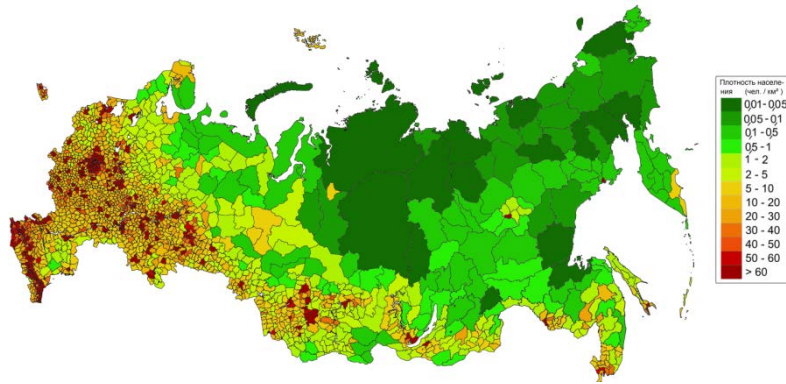 Плотность населе-
ния (чел. / км²)
0,01 - 0,05
0,05 - 0,1
0,1 - 0,5
0,5 - 1
1 - 2
2 - 5
5 - 10
10 - 20
20 - 30
30 - 40
40 - 50
50 - 60
> 60